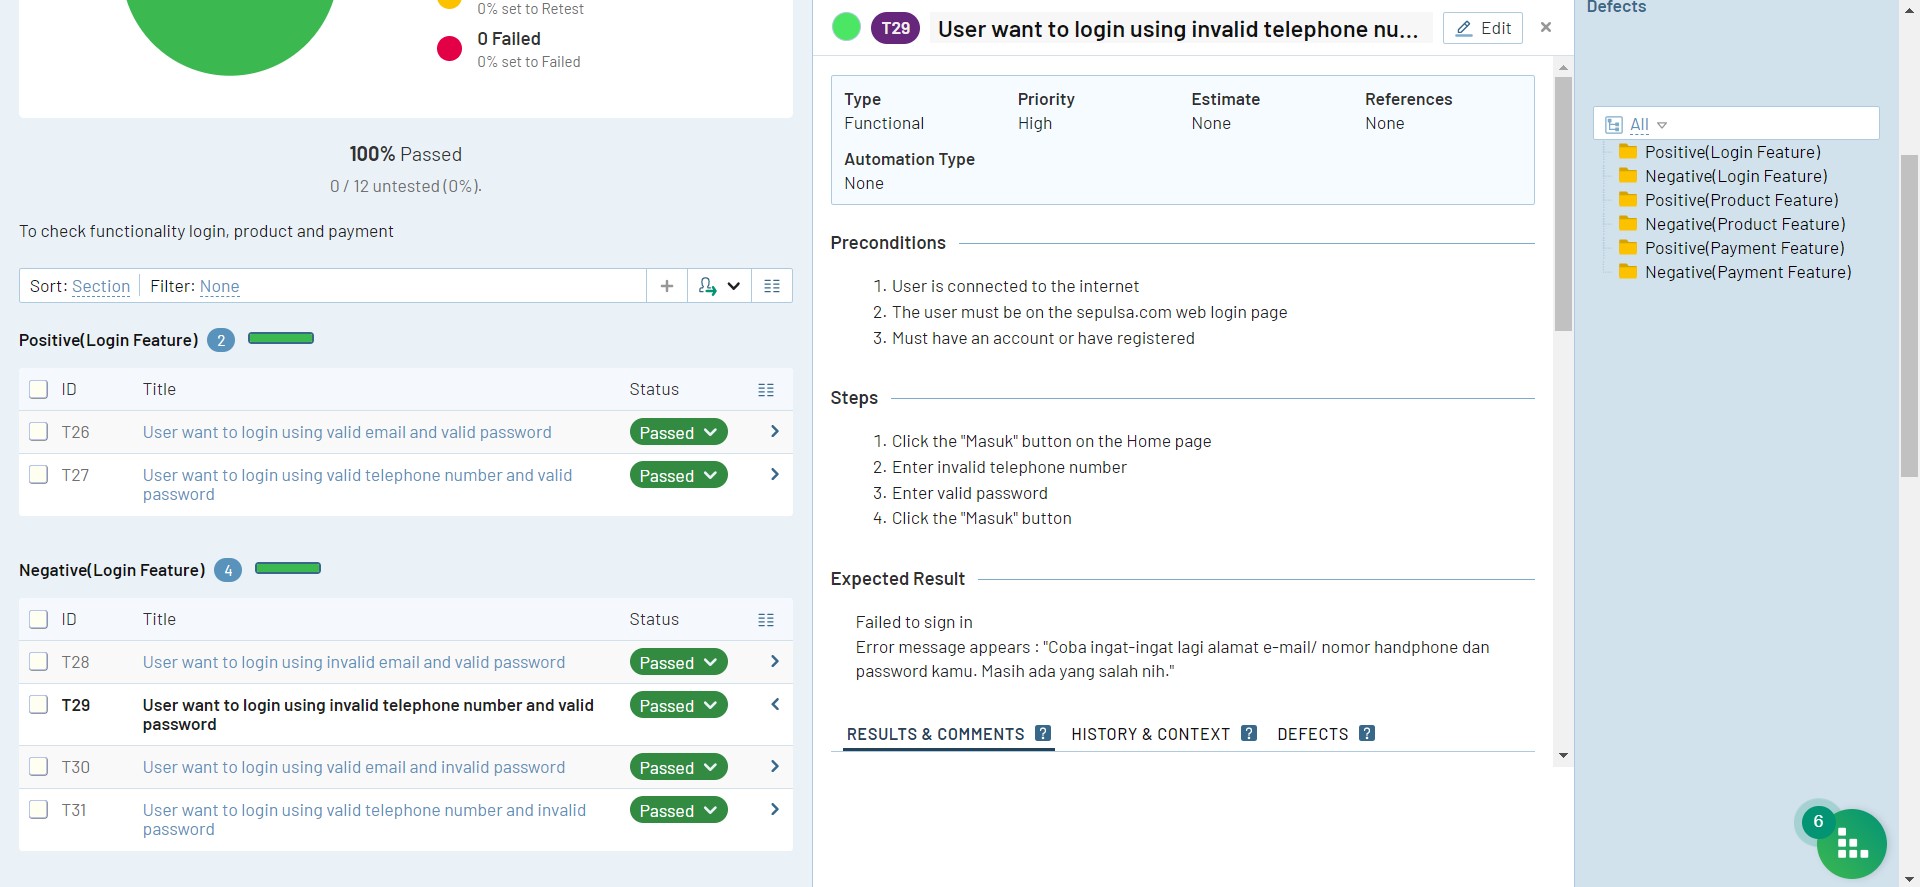 0% set to Retest
0 Failed
0% set to Failed
100% Passed
0 / 12 untested (0%).
To check functionality login, product and payment
Sort: Section Filter: None
Positive(Login Feature) 2
ID Title Status
T26 User want to login using valid email and valid password Passed
T27 User want to login using valid telephone number and valid Passed
password
Negative(Login Feature) 4
ID Title Status
T28 User want to login using invalid email and valid password Passed
T29 User want to login using invalid telephone number and valid Passed
password
T30 User want to login using valid email and invalid password Passed
T31 User want to login using valid telephone number and invalid Passed
password
T29 User want to login using invalid telephone nu... Edit
Type Priority Estimate References
Functional High None None
Automation Type
None
Preconditions
1. User is connected to the internet
2. The user must be on the sepulsa.com web login page
3. Must have an account or have registered
Steps
1. Click the "Masuk" button on the Home page
2. Enter invalid telephone number
3. Enter valid password
4. Click the "Masuk" button
Expected Result
Failed to sign in
Error message appears : "Coba ingat-ingat lagi alamat e-mail/ nomor handphone dan
password kamu. Masih ada yang salah nih."
RESULTS & COMMENTS ? HISTORY & CONTEXT ? DEFECTS ?
Defects
All
Positive(Login Feature)
Negative(Login Feature)
Positive(Product Feature)
Negative(Product Feature)
Positive(Payment Feature)
Negative(Payment Feature)
6